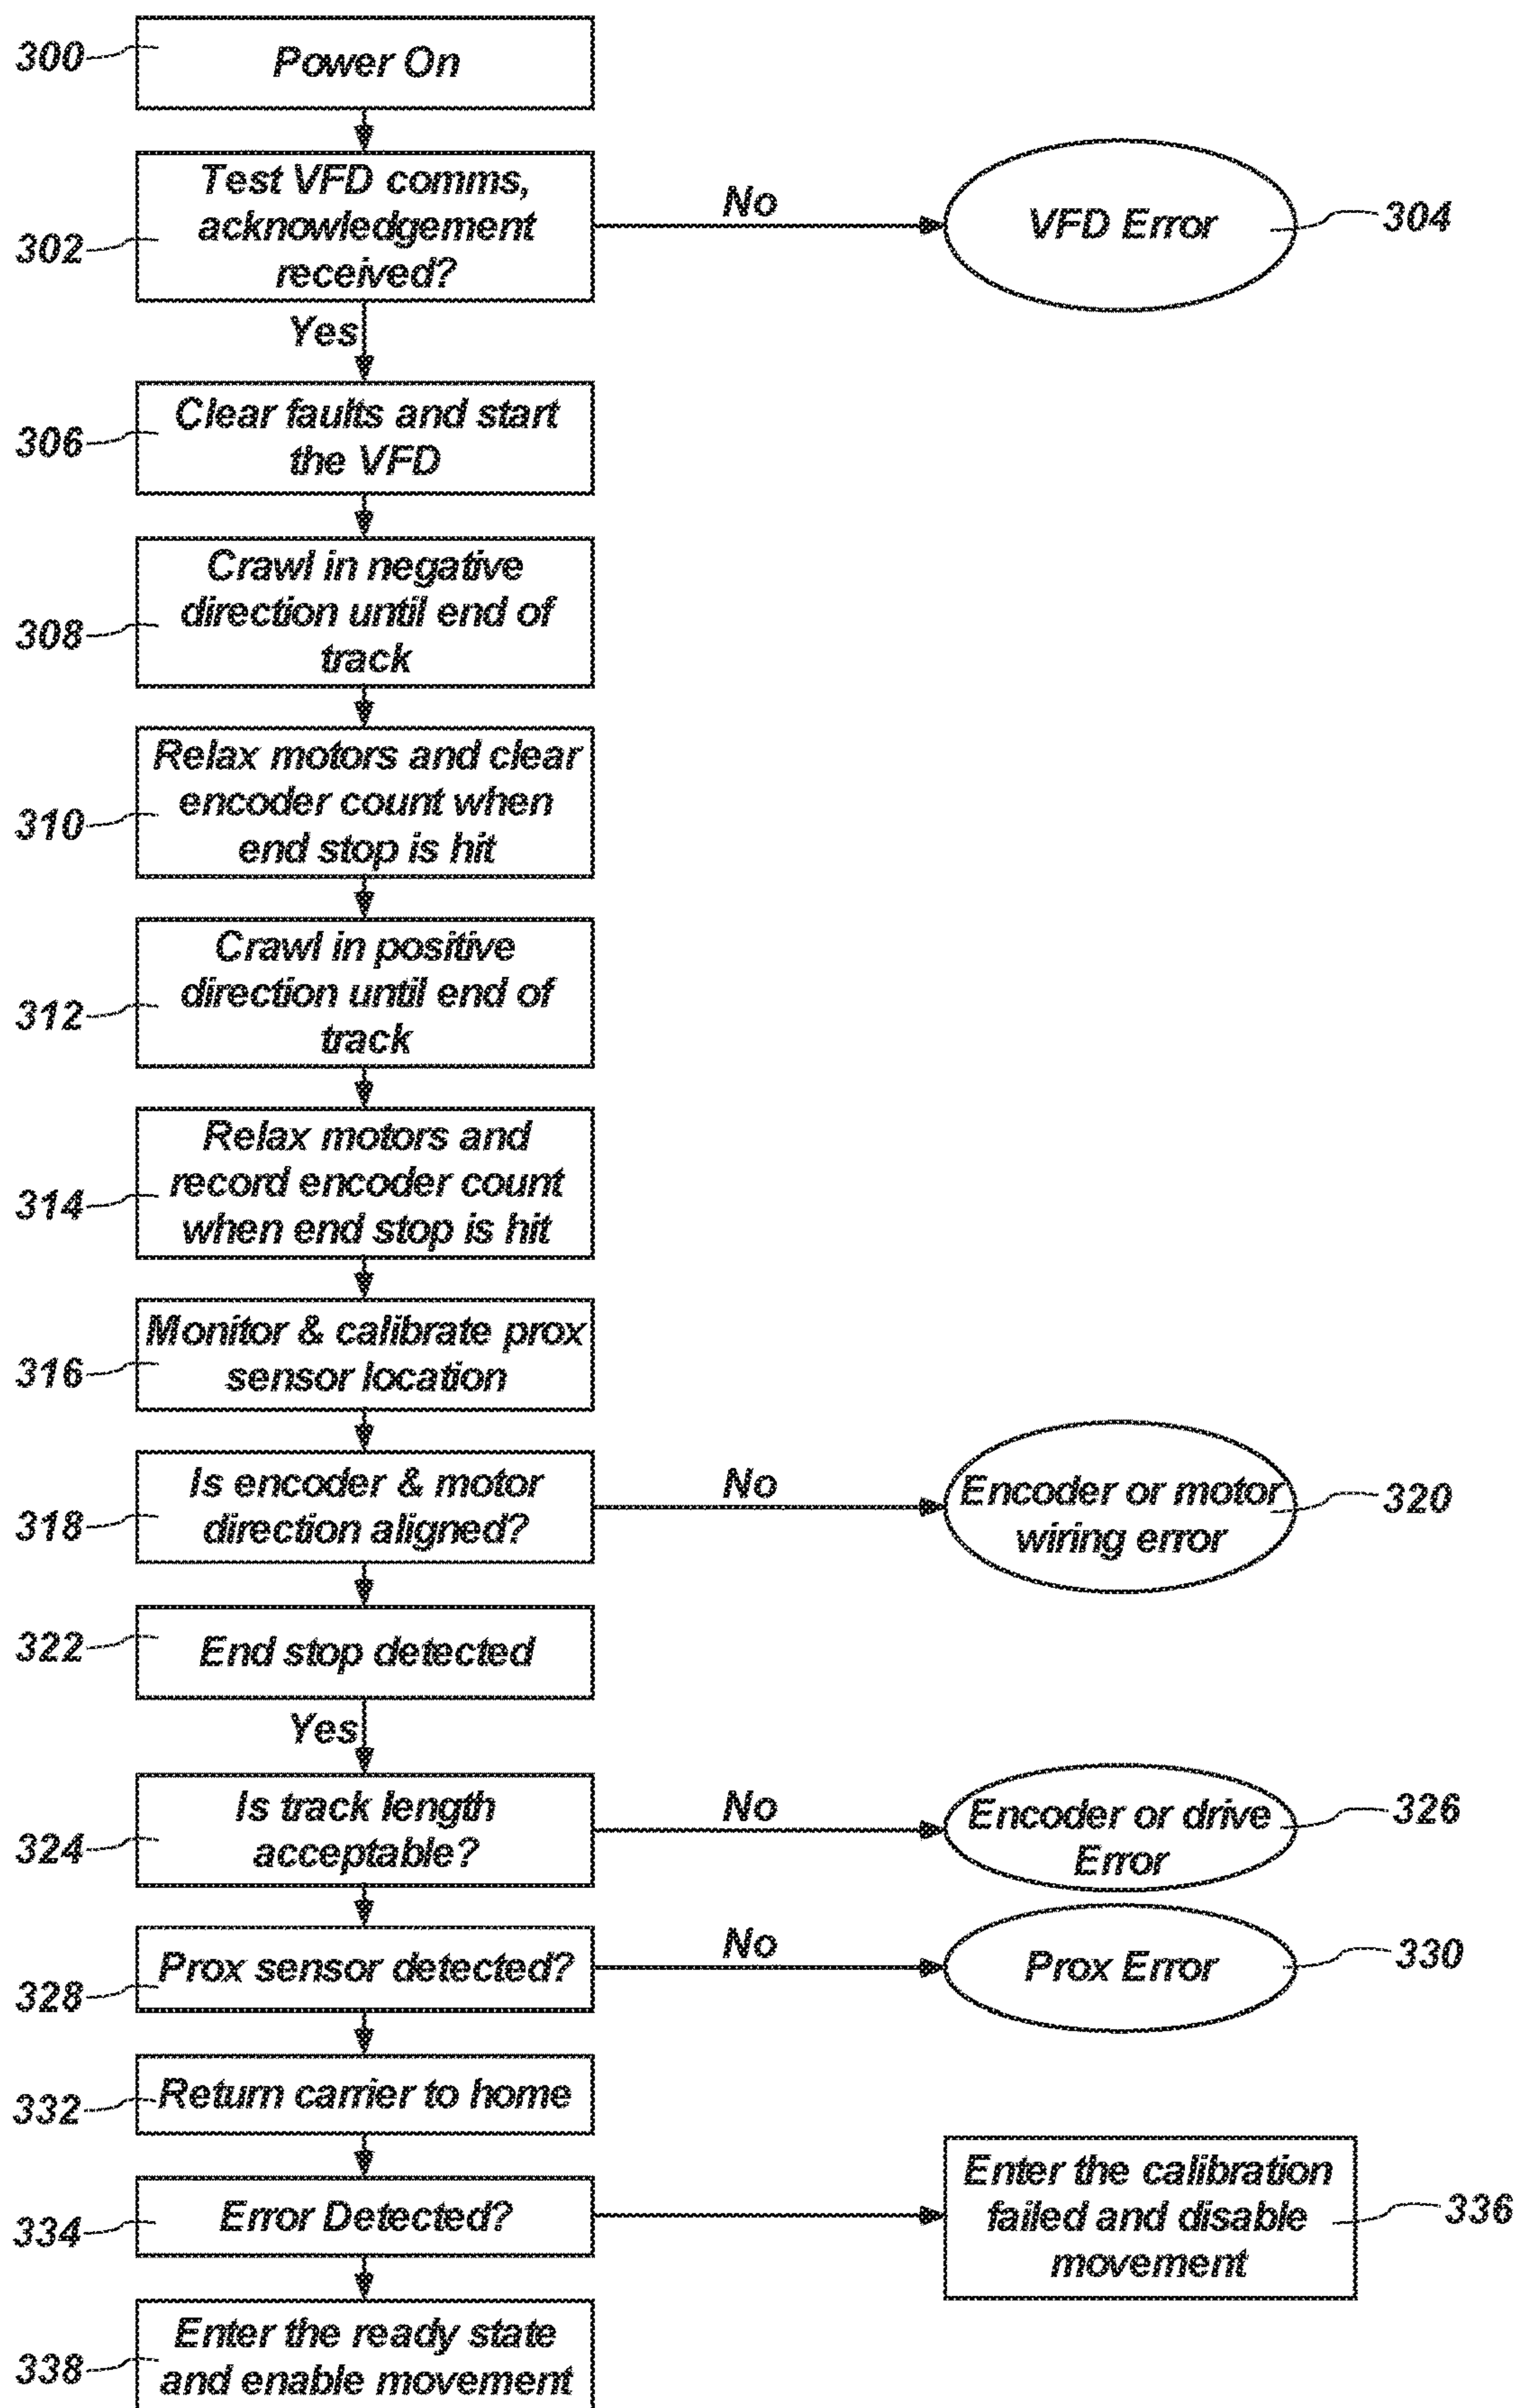 300
Power On
302
Test VFD comms,
acknowledgement
received?
No
VFD Error
304
Yes
306
Clear faults and start
the VFD
308
Crawl in negative
direction until end of
track
310
Relax motors and clear
encoder count when
end stop is hit
312
Crawl in positive
direction until end of
track
314
Relax motors and
record encoder count
when end stop is hit
316
Monitor & calibrate prox
sensor location
318
Is encoder & motor
direction aligned?
No
Encoder or motor
wiring error
320
322
End stop detected
Yes
324
Is track length
acceptable?
No
Encoder or drive
Error
326
328
Prox sensor detected?
No
Prox Error
330
332
Return carrier to home
334
Error Detected?
Enter the calibration
failed and disable
movement
336
338
Enter the ready state
and enable movement